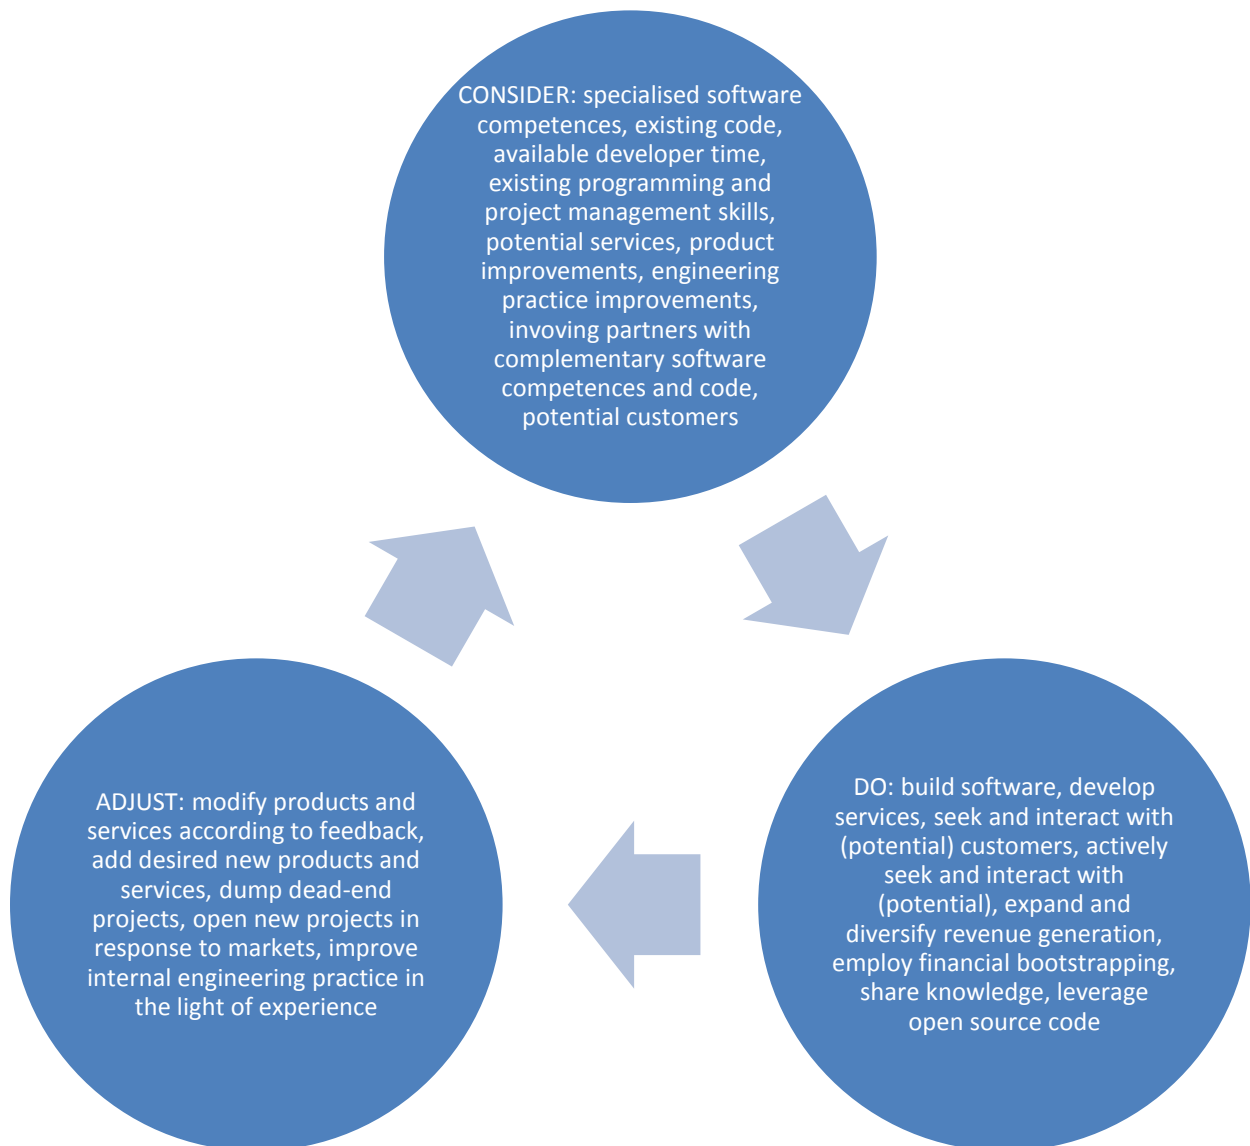 CONSIDER: specialised software
competences, existing code,
available developer time,
existing programming and
project management skills,
potential services, product
improvements, engineering
practice improvements,
invoving partners with
complementary software
competences and code,
potential customers
DO: build software, develop
services, seek and interact with
(potential) customers, actively
seek and interact with
(potential), expand and
diversify revenue generation,
employ financial bootstrapping,
share knowledge, leverage
open source code
ADJUST: modify products and
services according to feedback,
add desired new products and
services, dump dead-end
projects, open new projects in
response to markets, improve
internal engineering practice in
the light of experience